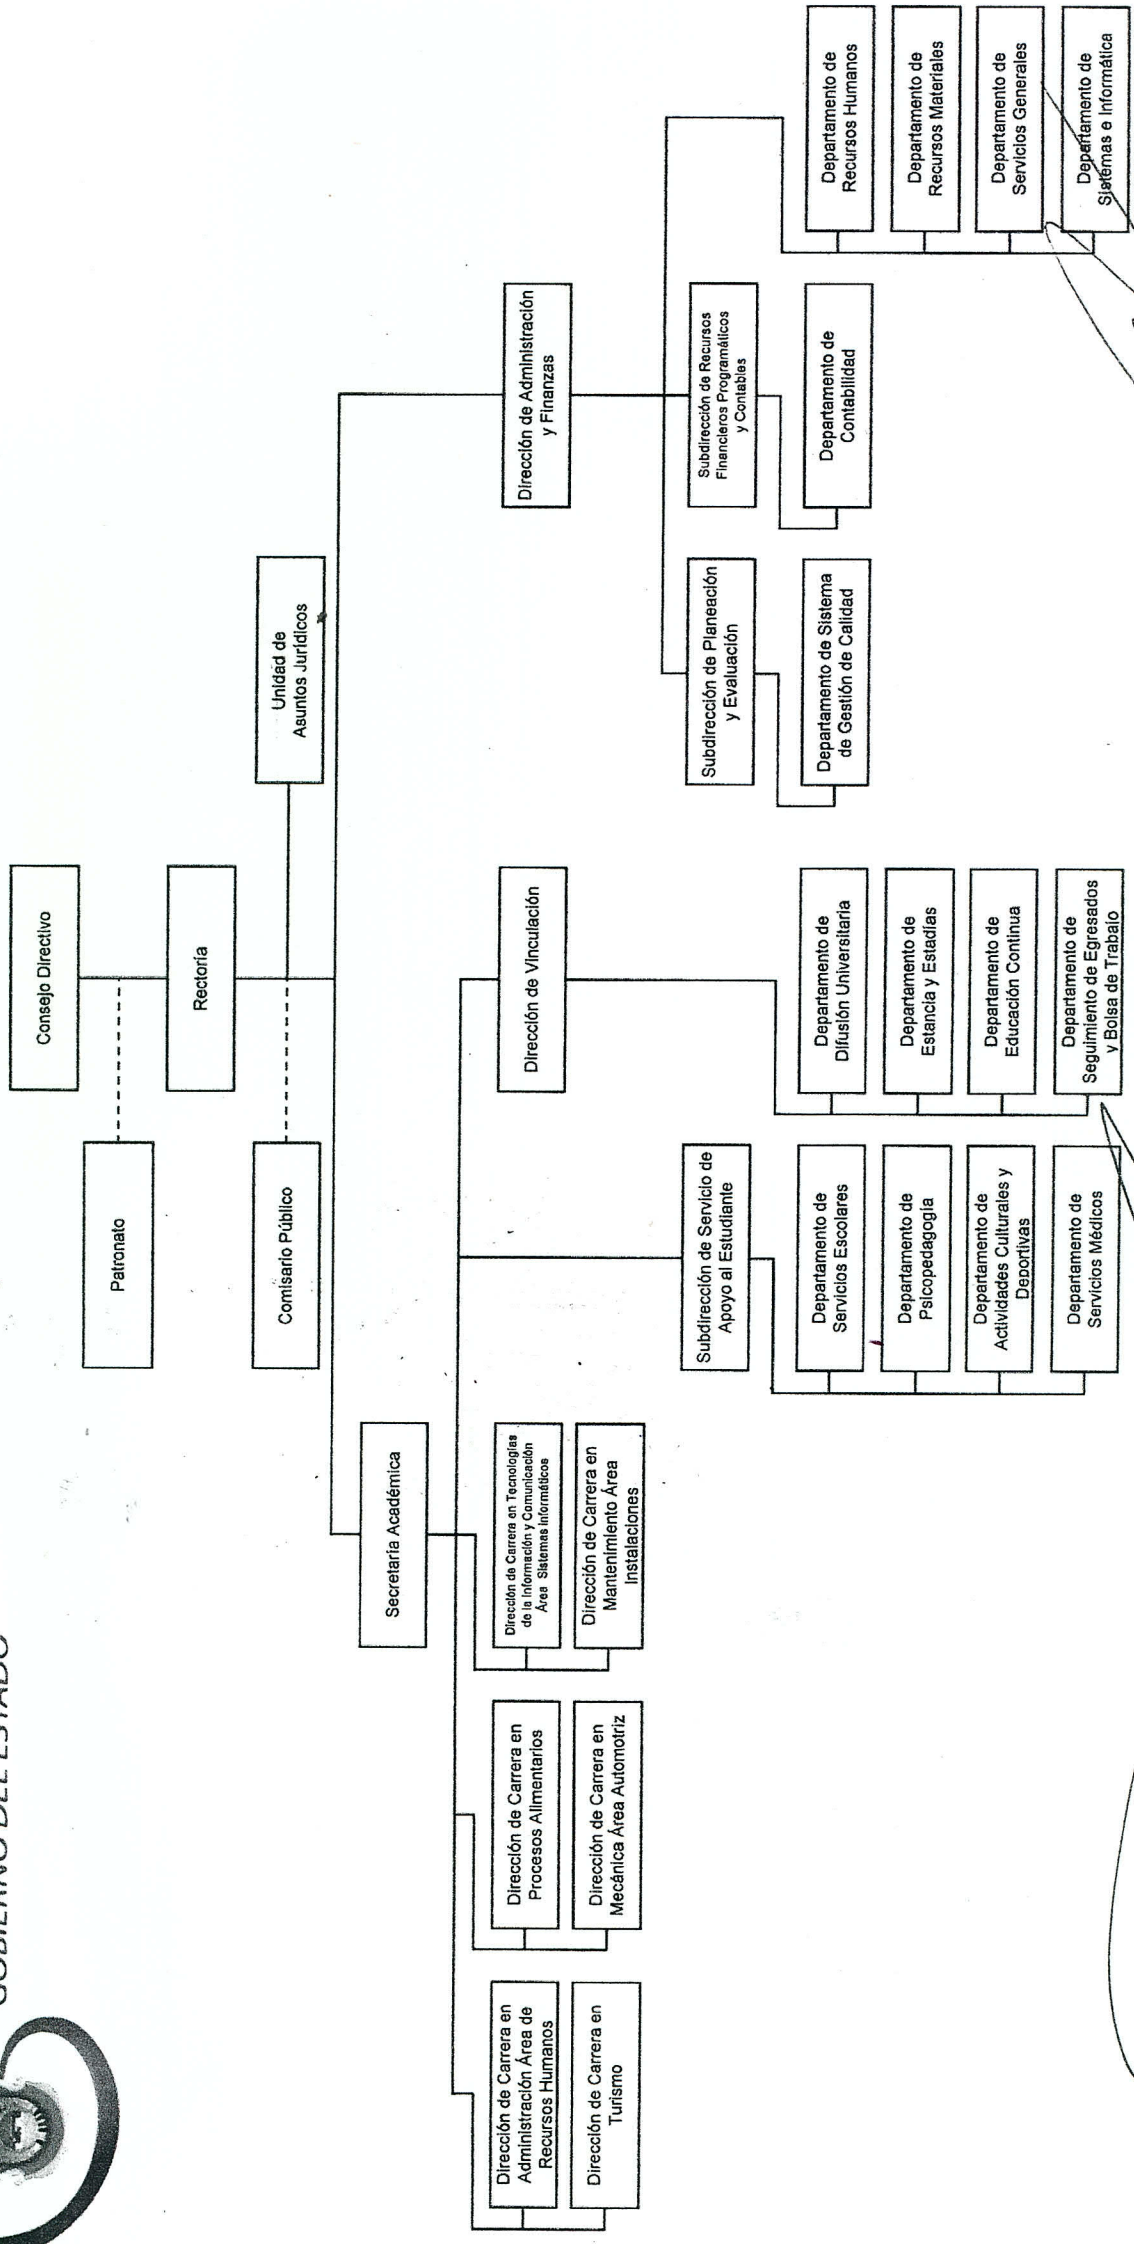 GOBIERNO DEL ESTADO
Consejo Directivo
Patronato
Rectoría
Comisario Público
Unidad de
Asuntos Jurídicos
Secretaría Académica
Dirección de Administración
y Finanzas
Dirección de Carrera en
Administración Área de
Recursos Humanos
Dirección de Carrera en
Turismo
Dirección de Carrera en
Procesos Alimentarios
Dirección de Carrera en
Mecánica Área Automotriz
Dirección de Carrera en Tecnologías
de la Información y Comunicación
Área Sistemas Informáticos
Dirección de Carrera en
Mantenimiento Área
Instalaciones
Dirección de Vinculación
Subdirección de Servicio de
Apoyo al Estudiante
Departamento de
Servicios Escolares
Departamento de
Psicopedagogía
Departamento de
Actividades Culturales y
Deportivas
Departamento de
Servicios Médicos
Departamento de
Difusión Universitaria
Departamento de
Estancia y Estadías
Departamento de
Educación Continua
Departamento de
Seguimiento de Egresados
y Bolsa de Trabajo
Subdirección de Planeación
y Evaluación
Departamento de Sistema
de Gestión de Calidad
Subdirección de Recursos
Financieros Programáticos
y Contables
Departamento de
Contabilidad
Departamento de
Recursos Humanos
Departamento de
Recursos Materiales
Departamento de
Servicios Generales
Departamento de
Sistemas e Informática